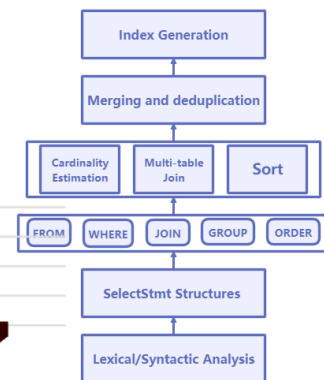 Index Generation
Merging and deduplication
Cardinality
Estimation
Multi-table
Join
Sort
FROM WHERE JOIN GROUP ORDER
SelectStmt Structures
Lexical/Syntactic Analysis